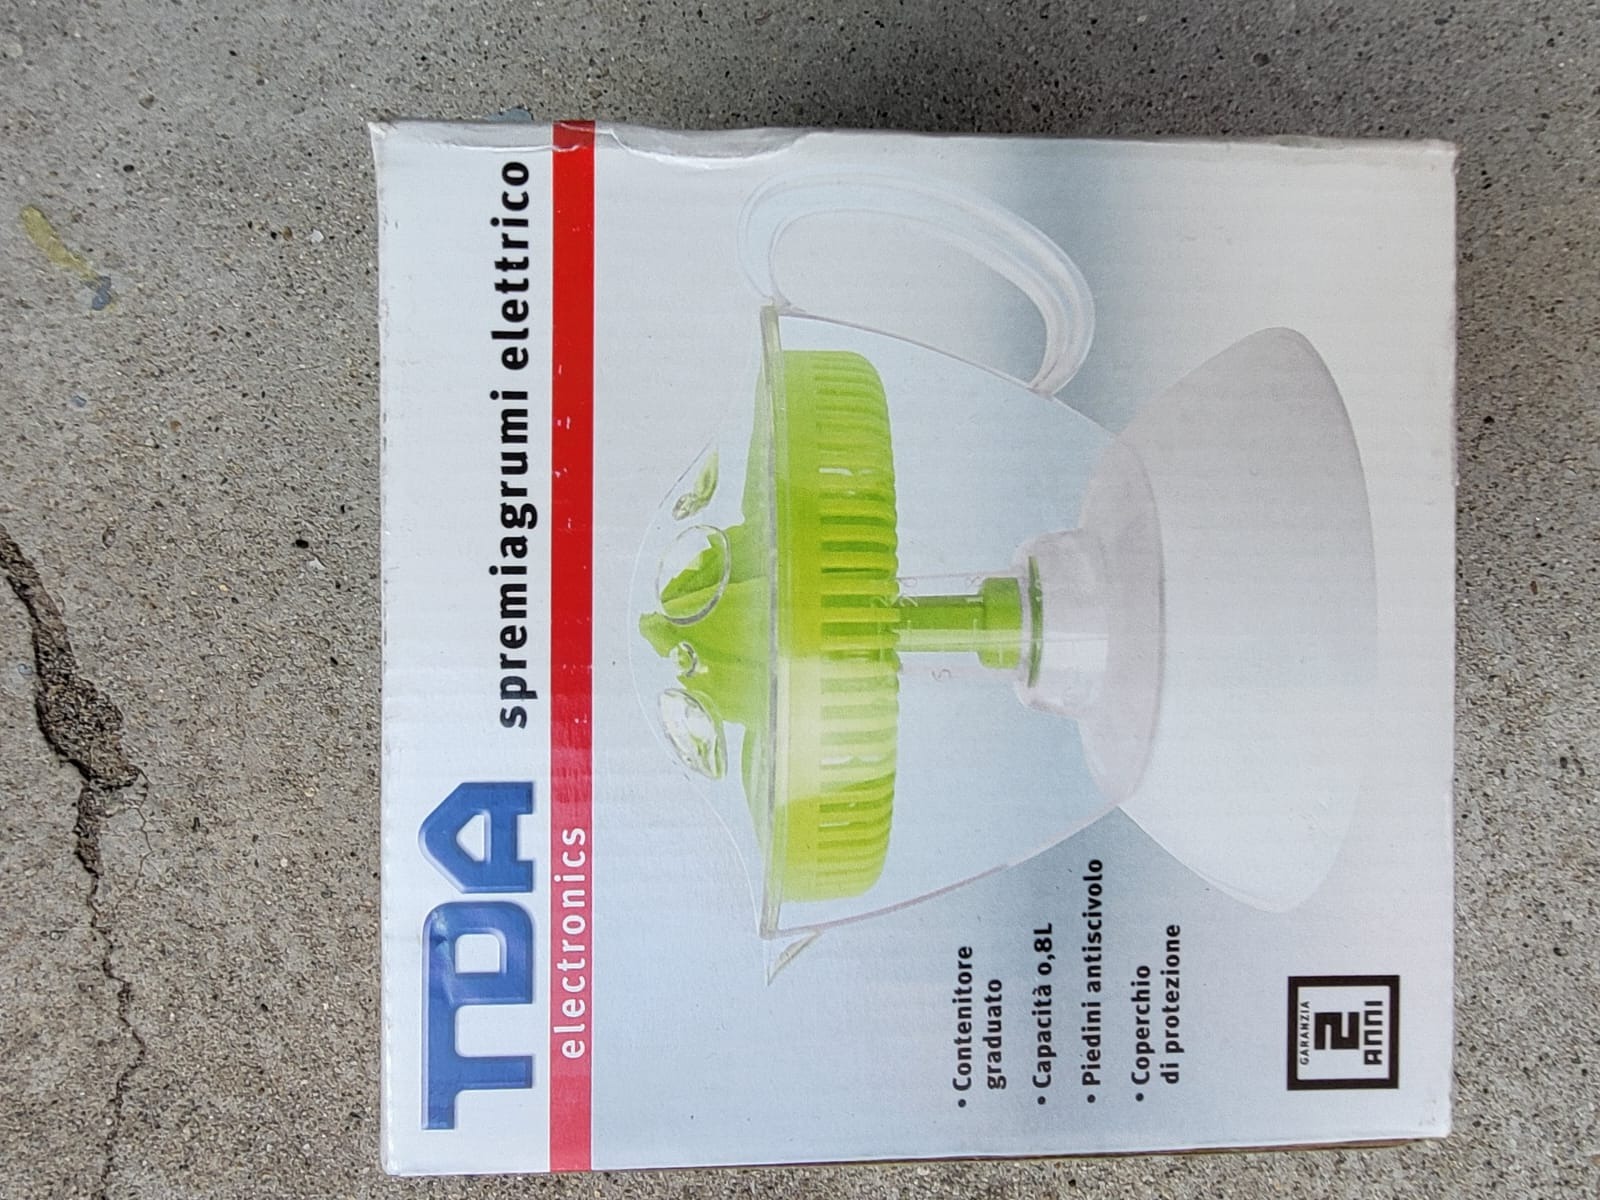 TDA
spremiagrumi elettrico
electronics
• Contenitore
graduato
• Capacità 0,8L
• Piedini antiscivolo
• Coperchio
di protezione
GARANZIA
2
ANNI